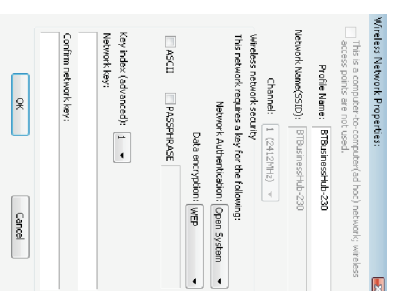 Wireless Network Properties:
This is a computer-to-computer(ad hoc) network; wireless
access points are not used.
Profile Name: BTBusinessHub-230
Network Name(SSID): BTBusinessHub-230
Channel: 1 (2412MHz)
Wireless network security
This network requires a key for the following:
Network Authentication: Open System
Data encryption: WEP
ASCII PASSPHRASE
Key index (advanced): 1
Network key:
Confirm network key:
OK Cancel